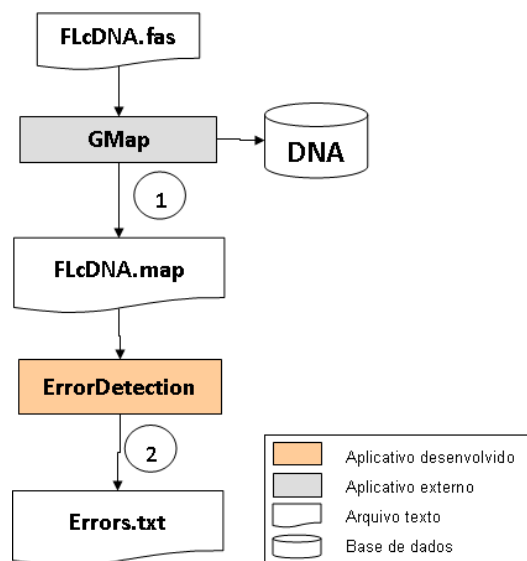 FLcDNA.fas
GMap
DNA
1
FLcDNA.map
ErrorDetection
2
Errors.txt
Aplicativo desenvolvido
Aplicativo externo
Arquivo texto
Base de dados